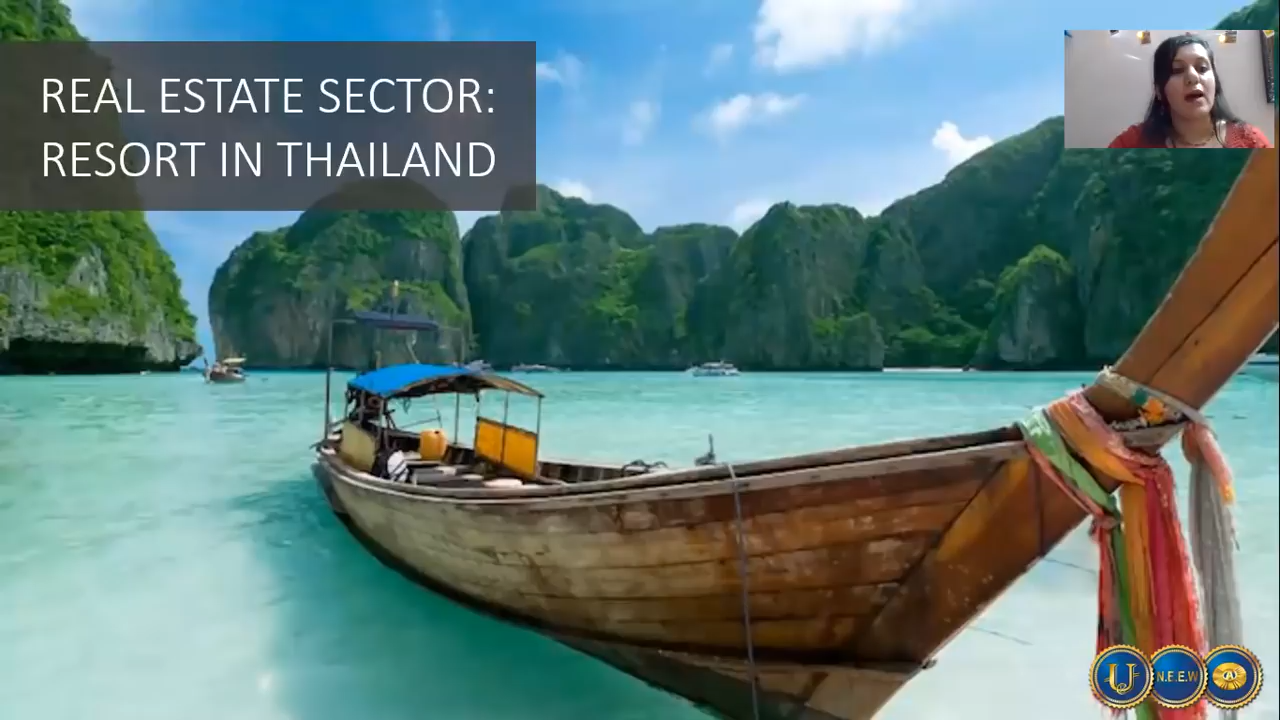 REAL ESTATE SECTOR:
RESORT IN THAILAND
U
N.E.E.W
A